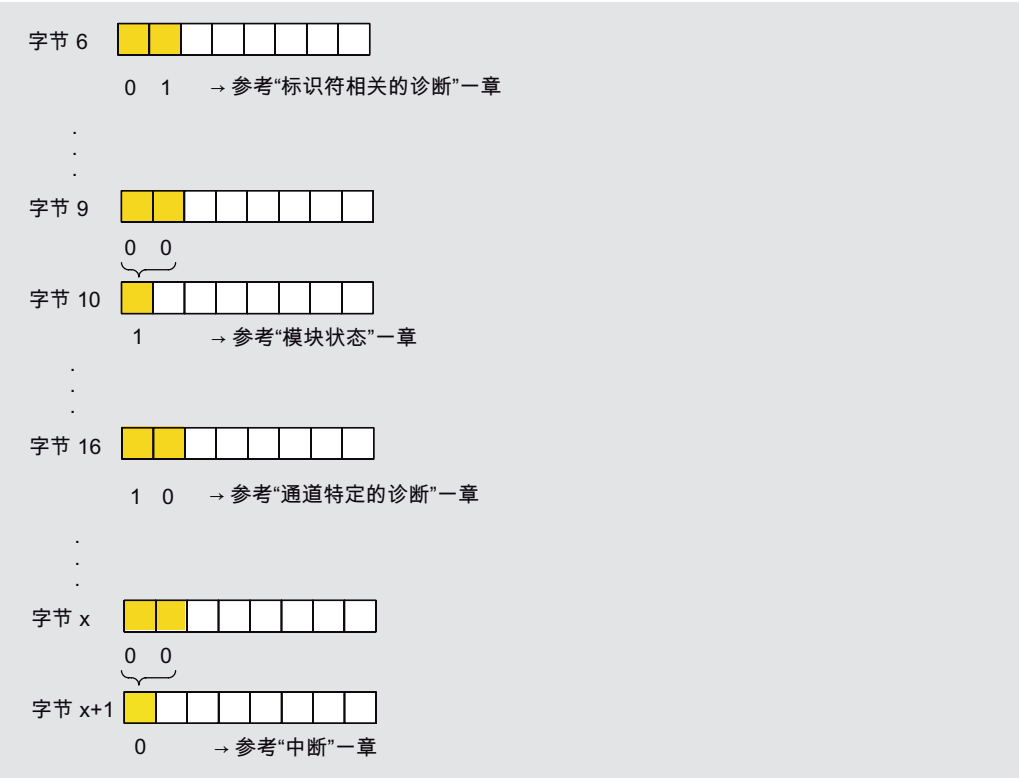 字节 6
0 1 → 参考“标识符相关的诊断”一章
.
.
.
字节 9
0 0
字节 10
1 → 参考“模块状态”一章
.
.
.
字节 16
1 0 → 参考“通道特定的诊断”一章
.
.
.
字节 x
0 0
字节 x+1
0 → 参考“中断”一章